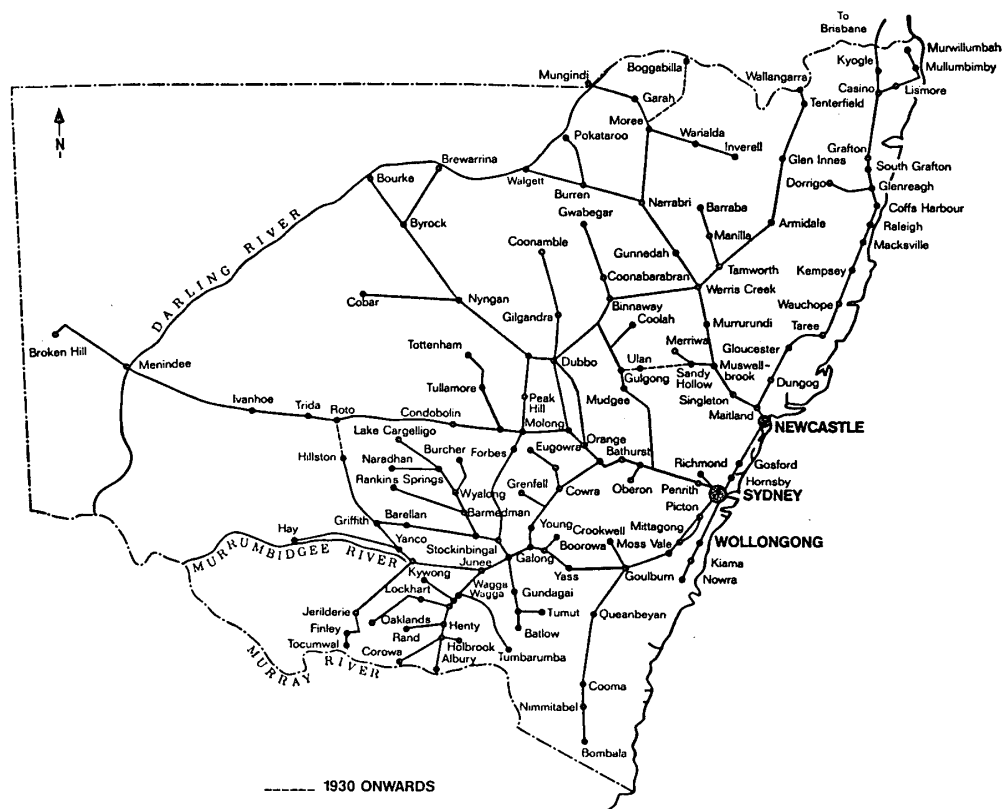 To
Brisbane
Murwillumbah
Kyogle
Mullumbimby
Boggabilla
Wallangarra
Mungindi
Casino
Lismore
Garah
Tenterfield
N
Moree
Pokataroo
Warialda
Inverell
Grafton
Brewarrina
Glen Innes
South Grafton
Bourke
Walgett
Dorrigo
Glenreagh
Burren
Narrabri
Barraba
Coffs Harbour
Gwabegar
Byrock
Armidale
Raleigh
Coonamble
Manilla
Macksville
Gunnedah
DARLING RIVER
Coonabarabran
Tamworth
Kempsey
Werris Creek
Cobar
Nyngan
Binnaway
Wauchope
Gilgandra
Coolah
Murrurundi
Taree
Merriwa
Gloucester
Broken Hill
Tottenham
Dubbo
Ulan
Muswell-
brook
Menindee
Gulgong
Sandy
Hollow
Tullamore
Dungog
Peak
Hill
Mudgee
Singleton
Ivanhoe
Trida
Roto
Condobolin
Molong
Maitland
NEWCASTLE
Lake Cargelligo
Orange
Burcher
Forbes
Eugowra
Bathurst
Hillston
Naradhan
Richmond
Gosford
Rankins Springs
Grenfell
Hornsby
Wyalong
Cowra
Oberon
Penrith
SYDNEY
Barmedman
Picton
Barellan
Griffith
Young
Crookwell
Mittagong
Hay
Yanco
Stockinbingal
Boorowa
Moss Vale
WOLLONGONG
MURRUMBIDGEE RIVER
Junee
Galong
Kiama
Kywong
Yass
Goulburn
Nowra
Lockhart
Wagga
Wagga
Gundagai
Jerilderie
Oaklands
Tumut
Queanbeyan
Finley
Rand
Henty
Batlow
Tocumwal
Holbrook
Corowa
Albury
Tumbarumba
MURRAY RIVER
Cooma
Nimmitabel
Bombala
1930 ONWARDS